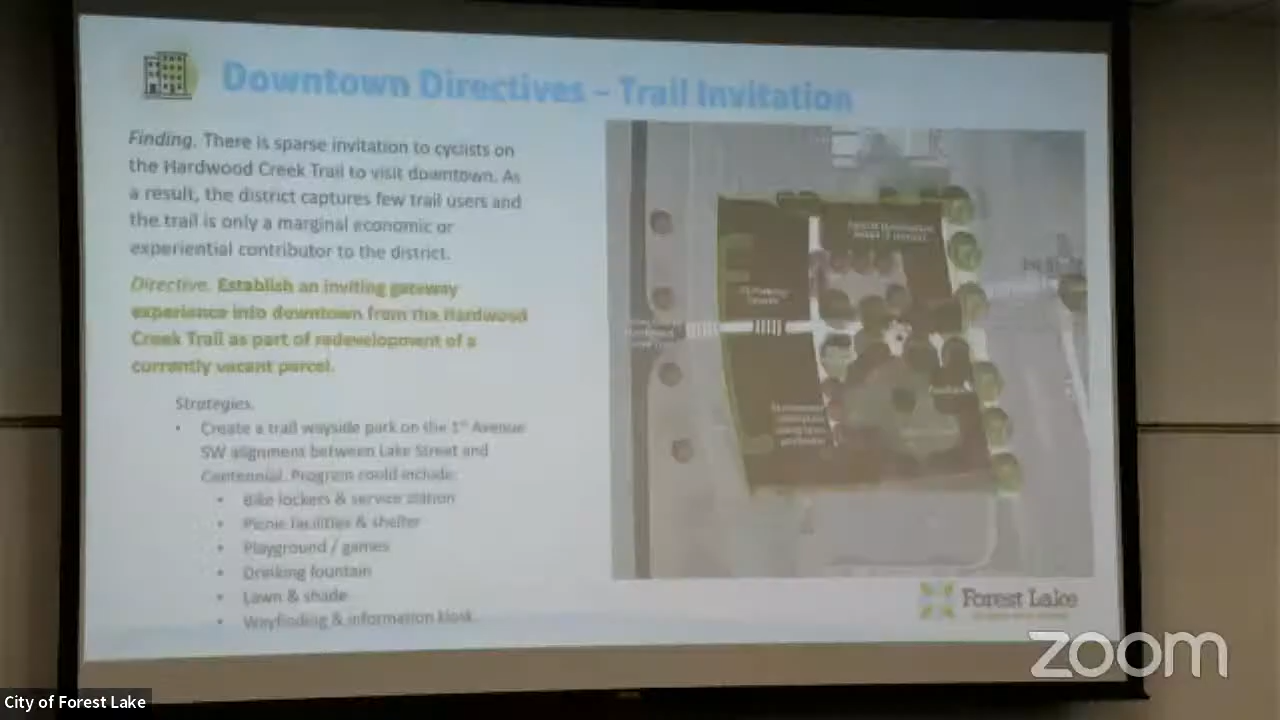 Downtown Directives – Trail Invitation
Finding. There is sparse invitation to cyclists on
the Hardwood Creek Trail to visit downtown. As
a result, the district captures few trail users and
the trail is only a marginal economic or
experiential contributor to the district.
Directive. Establish an inviting gateway
experience into downtown from the Hardwood
Creek Trail as part of redevelopment of a
currently vacant parcel.
Strategies.
• Create a trail wayside park on the 1st Avenue
SW alignment between Lake Street and
Centennial. Program could include:
• Bike lockers & service station
• Picnic facilities & shelter
• Playground / games
• Drinking fountain
• Lawn & shade
• Wayfinding & information kiosk
Forest Lake
zoom
City of Forest Lake